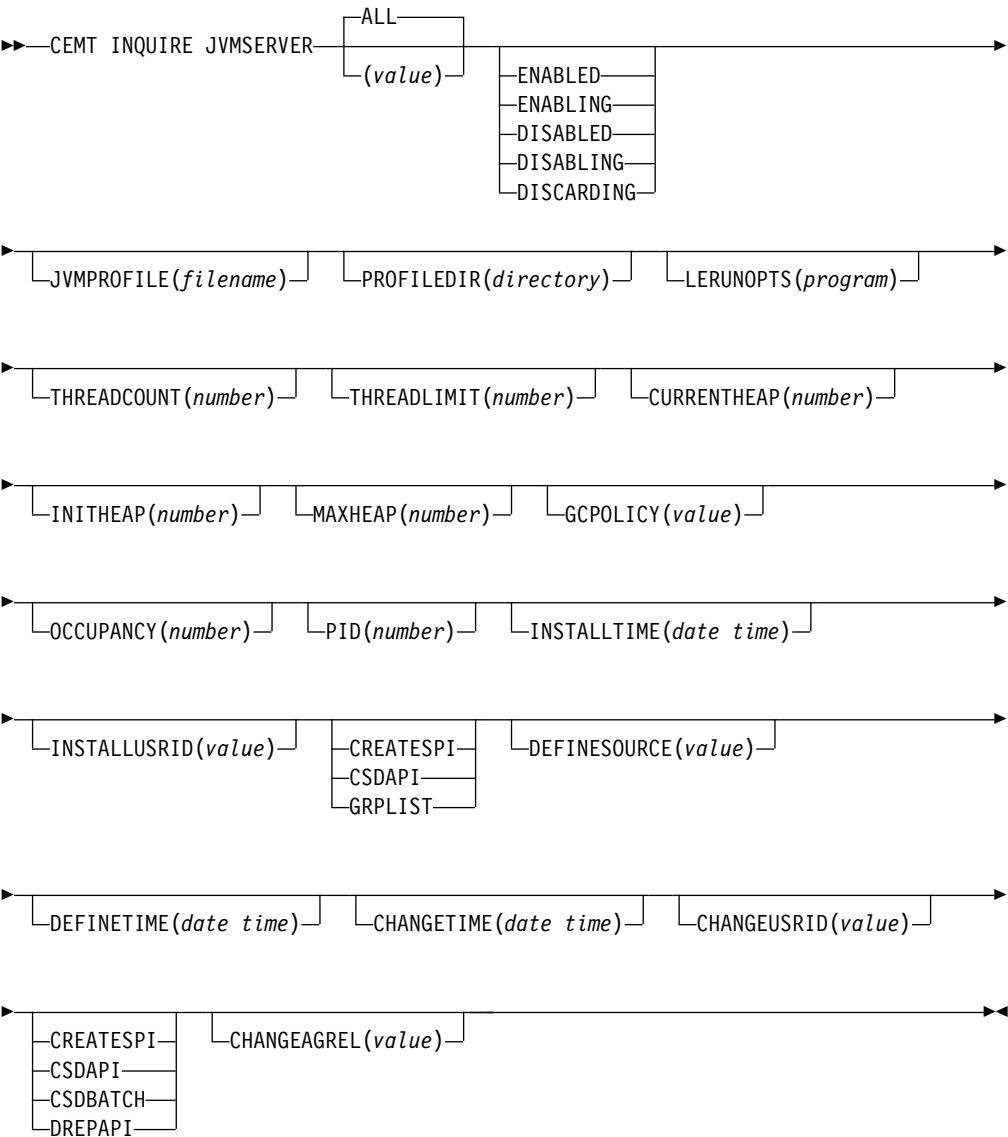 ALL
CEMT INQUIRE JVMSERVER
(value)
ENABLED
ENABLING
DISABLED
DISABLING
DISCARDING
JVMPROFILE(filename) PROFILEDIR(directory) LERUNOPTS(program)
THREADCOUNT(number) THREADLIMIT(number) CURRENTHEAP(number)
INITHEAP(number) MAXHEAP(number) GCPOLICY(value)
OCCUPANCY(number) PID(number) INSTALLTIME(date time)
INSTALLUSRID(value) CREATESPI DEFINESOURCE(value)
CSDAPI
GRPLIST
DEFINETIME(date time) CHANGETIME(date time) CHANGEUSRID(value)
CREATESPI CHANGEAGREL(value)
CSDAPI
CSDBATCH
DREPAPI